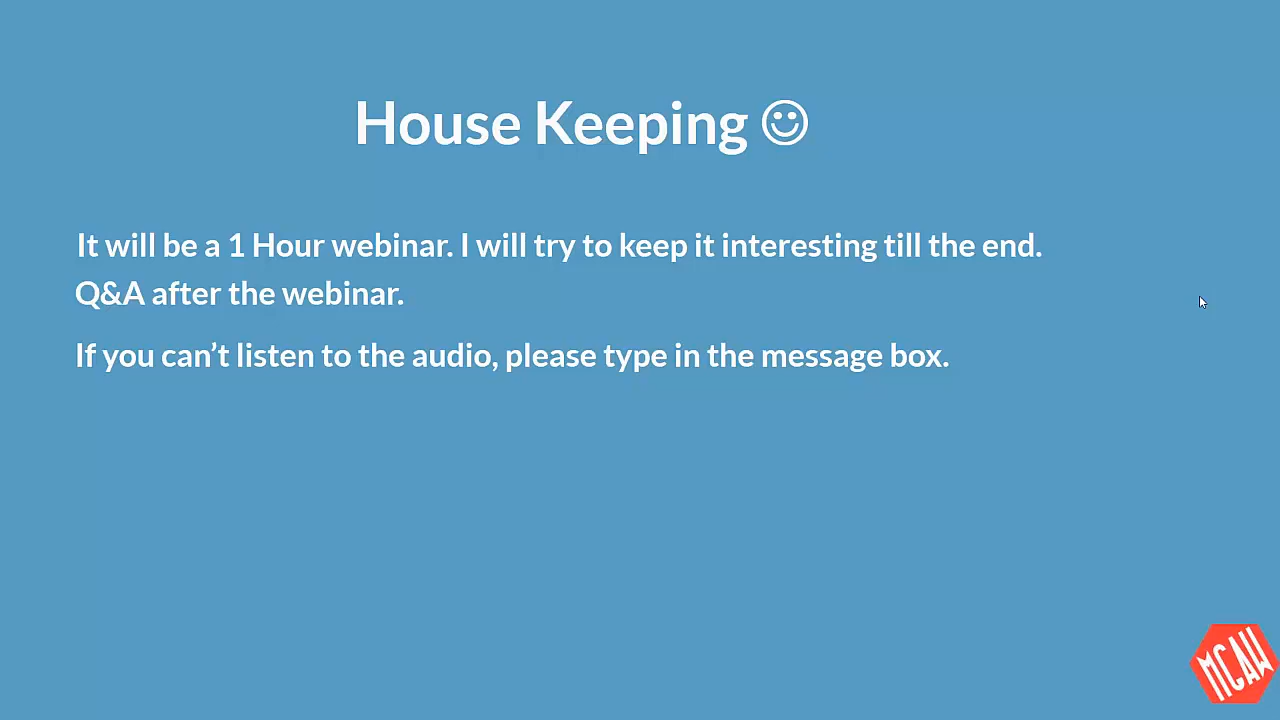 House Keeping ☺
It will be a 1 Hour webinar. I will try to keep it interesting till the end.
Q&A after the webinar.
If you can’t listen to the audio, please type in the message box.
MCAW